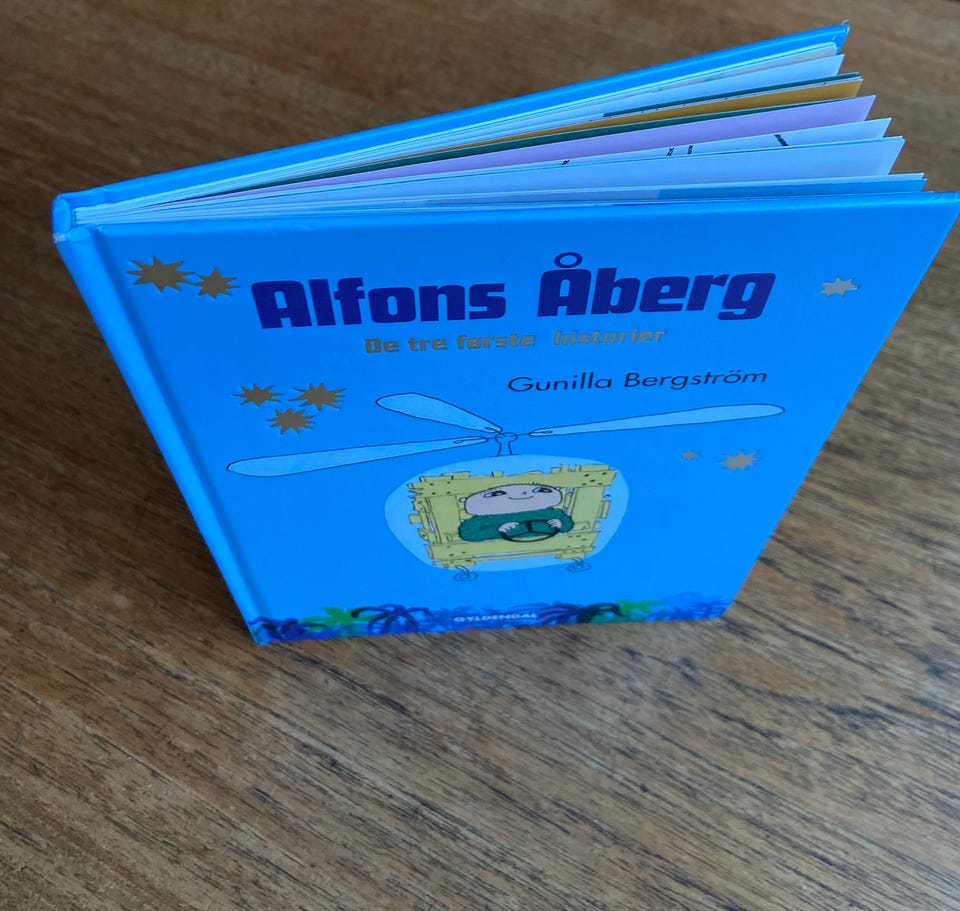 Alfons Åberg
De tre første historier
Gunilla Bergström
GYLDENDAL